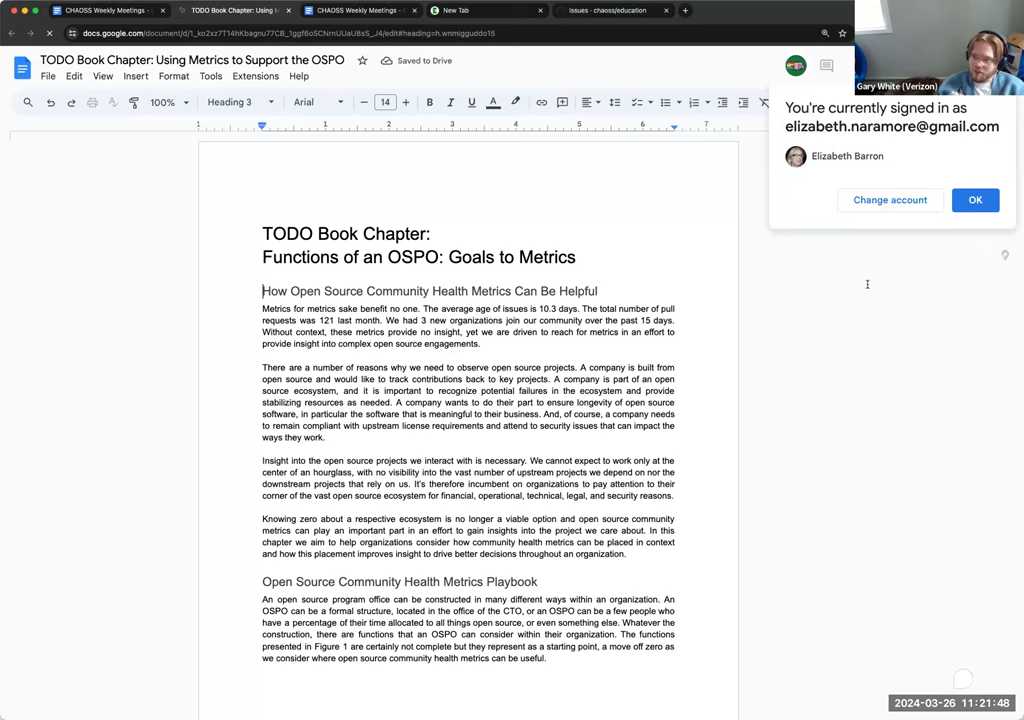 CHAOSS Weekly Meetings -
TODO Book Chapter: Using M
CHAOSS Weekly Meetings -
New Tab
Issues · chaoss/education
docs.google.com/document/d/1_ko2xz7T14hKbagnu77CB_1ggf6oSCNrnUUaU8sS_J4/edit#heading=h.wnmigguddo15
TODO Book Chapter: Using Metrics to Support the OSPO
Saved to Drive
File Edit View Insert Format Tools Extensions Help
100% Heading 3 Arial 14 B I U A
1 1 2 3 4 5 6 7
Gary White (Verizon)
You're currently signed in as
elizabeth.naramore@gmail.com
Elizabeth Barron
Change account OK
TODO Book Chapter:
Functions of an OSPO: Goals to Metrics
How Open Source Community Health Metrics Can Be Helpful
Metrics for metrics sake benefit no one. The average age of issues is 10.3 days. The total number of pull
requests was 121 last month. We had 3 new organizations join our community over the past 15 days.
Without context, these metrics provide no insight, yet we are driven to reach for metrics in an effort to
provide insight into complex open source engagements.
There are a number of reasons why we need to observe open source projects. A company is built from
open source and would like to track contributions back to key projects. A company is part of an open
source ecosystem, and it is important to recognize potential failures in the ecosystem and provide
stabilizing resources as needed. A company wants to do their part to ensure longevity of open source
software, in particular the software that is meaningful to their business. And, of course, a company needs
to remain compliant with upstream license requirements and attend to security issues that can impact the
ways they work.
Insight into the open source projects we interact with is necessary. We cannot expect to work only at the
center of an hourglass, with no visibility into the vast number of upstream projects we depend on nor the
downstream projects that rely on us. It's therefore incumbent on organizations to pay attention to their
corner of the vast open source ecosystem for financial, operational, technical, legal, and security reasons.
Knowing zero about a respective ecosystem is no longer a viable option and open source community
metrics can play an important part in an effort to gain insights into the project we care about. In this
chapter we aim to help organizations consider how community health metrics can be placed in context
and how this placement improves insight to drive better decisions throughout an organization.
Open Source Community Health Metrics Playbook
An open source program office can be constructed in many different ways within an organization. An
OSPO can be a formal structure, located in the office of the CTO, or an OSPO can be a few people who
have a percentage of their time allocated to all things open source, or even something else. Whatever the
construction, there are functions that an OSPO can consider within their organization. The functions
presented in Figure 1 are certainly not complete but they represent as a starting point, a move off zero as
we consider where open source community health metrics can be useful.
2024-03-26 11:21:48